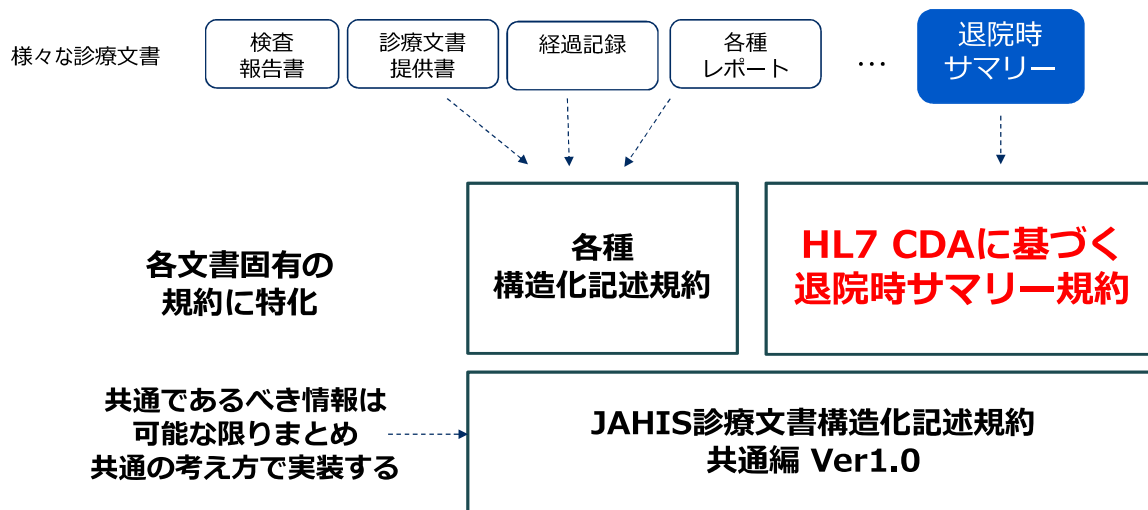 様々な診療文書
検査
報告書
診療文書
提供書
経過記録
各種
レポート
…
退院時
サマリー
各文書固有の
規約に特化
各種
構造化記述規約
HL7 CDAに基づく
退院時サマリー規約
共通であるべき情報は
可能な限りまとめ
共通の考え方で実装する
JAHIS診療文書構造化記述規約
共通編 Ver1.0